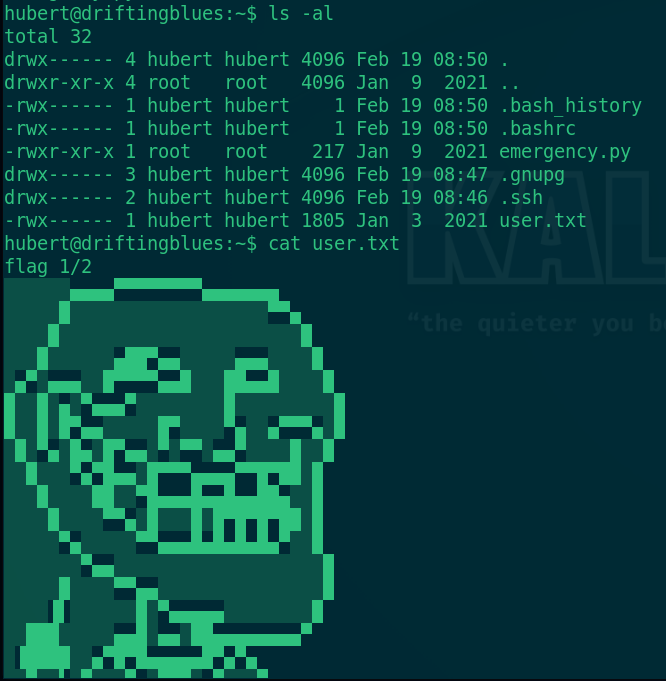 hubert@driftingblues:~$ ls -al
total 32
drwx------ 4 hubert hubert 4096 Feb 19 08:50 .
drwxr-xr-x 4 root   root   4096 Jan  9  2021 ..
-rwx------ 1 hubert hubert    1 Feb 19 08:50 .bash_history
-rwx------ 1 hubert hubert    1 Feb 19 08:50 .bashrc
-rwxr-xr-x 1 root   root    217 Jan  9  2021 emergency.py
drwx------ 3 hubert hubert 4096 Feb 19 08:47 .gnupg
drwx------ 2 hubert hubert 4096 Feb 19 08:46 .ssh
-rwx------ 1 hubert hubert 1805 Jan  3  2021 user.txt
hubert@driftingblues:~$ cat user.txt
flag 1/2
KAL
“the quieter you be